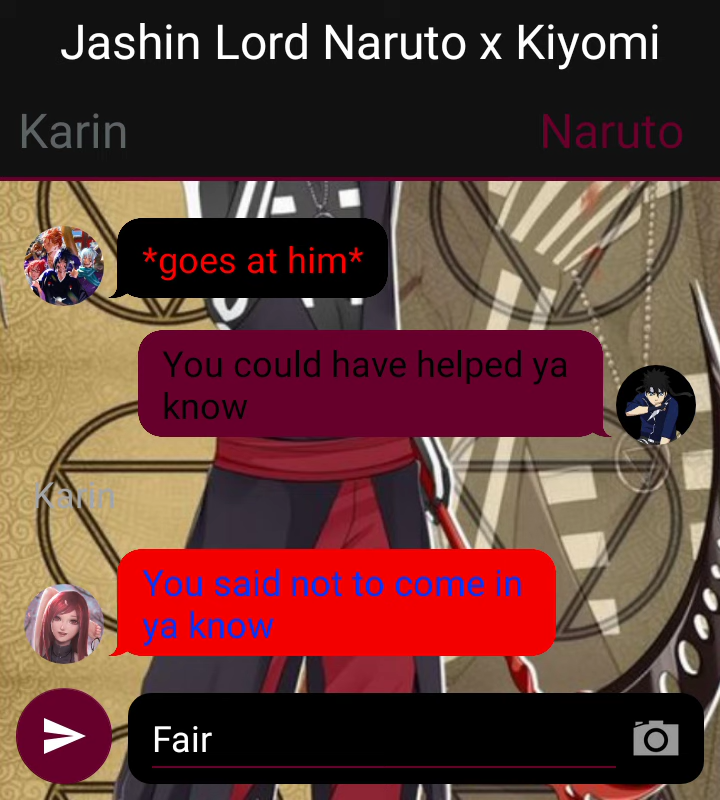 Jashin Lord Naruto x Kiyomi
Karin
Naruto
*goes at him*
You could have helped ya
know
Karin
You said not to come in
ya know
Fair